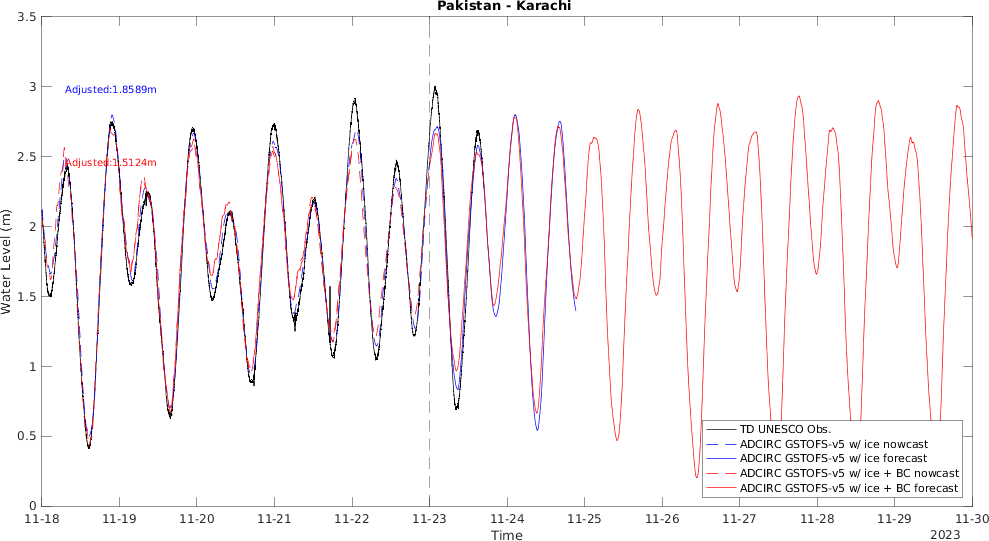 Pakistan - Karachi
3.5
3
2.5
2
1.5
1
0.5
0
Water Level (m)
Adjusted:1.8589m
Adjusted:1.5124m
TD UNESCO Obs.
ADCIRC GSTOFS-v5 w/ ice nowcast
ADCIRC GSTOFS-v5 w/ ice forecast
ADCIRC GSTOFS-v5 w/ ice + BC nowcast
ADCIRC GSTOFS-v5 w/ ice + BC forecast
11-18 11-19 11-20 11-21 11-22 11-23 11-24 11-25 11-26 11-27 11-28 11-29 11-30
Time
2023